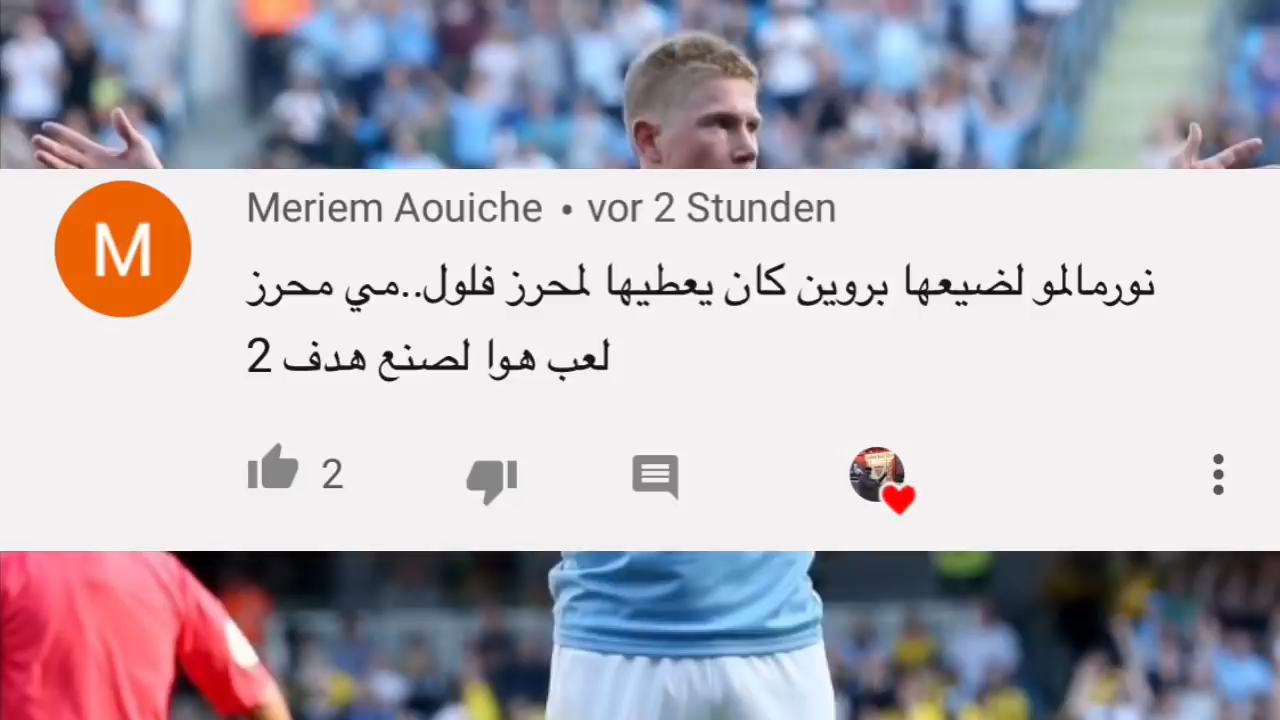 M
Meriem Aouiche • vor 2 Stunden
نورمالمو لضيعها بروين كان يعطيها لمحرز فلول..مي محرز
لعب هوا لصنع هدف 2
2